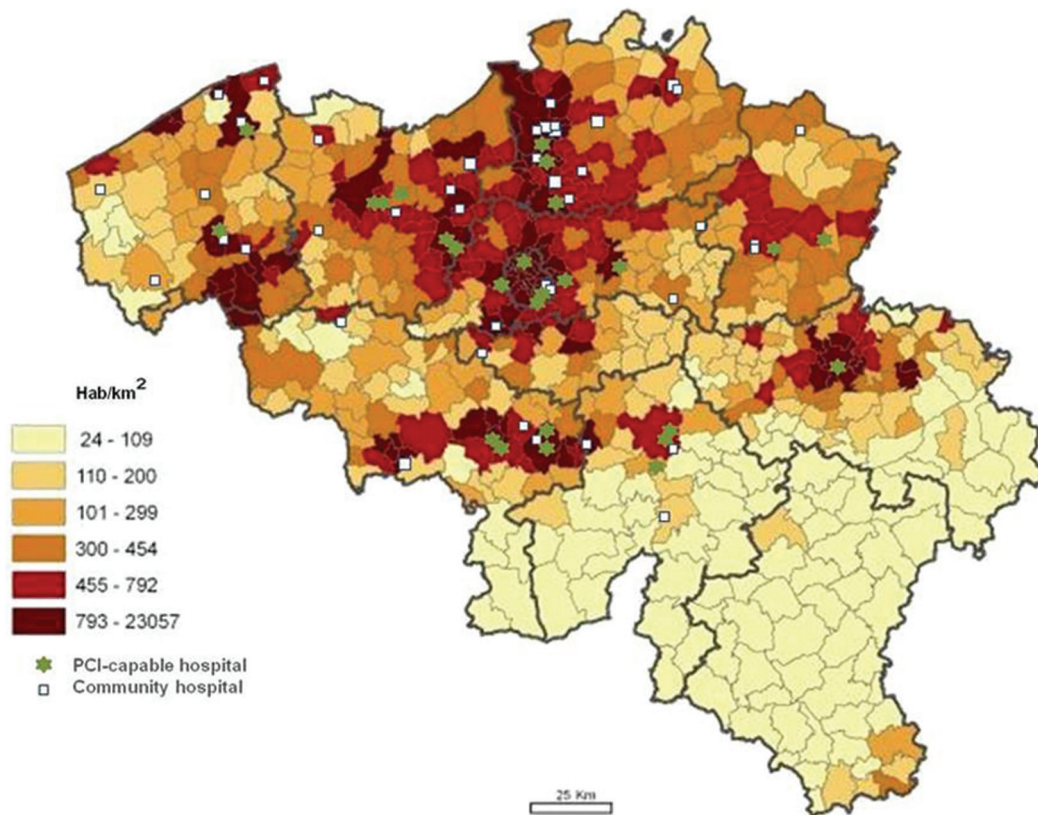 Hab/km²
24 - 109
110 - 200
101 - 299
300 - 454
455 - 792
793 - 23057
PCI-capable hospital
Community hospital
25 Km